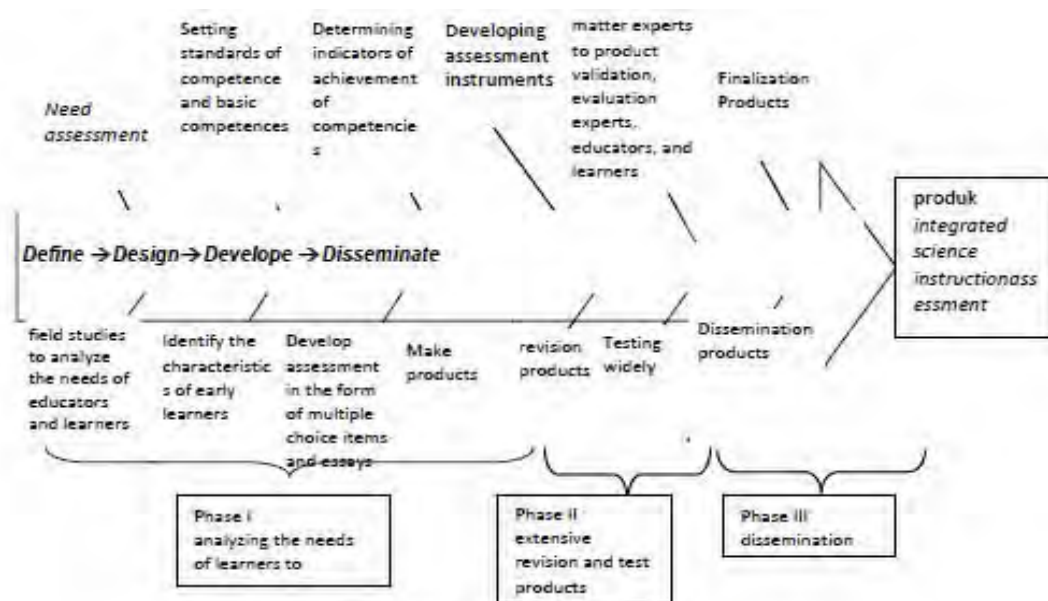 Need
assessment
Setting
standards of
competence
and basic
competences
Determining
indicators of
achievement
of
competencie
s
Developing
assessment
instruments
matter experts
to product
validation,
evaluation
experts,
educators, and
learners
Finalization
Products
produk
integrated
science
instructionass
essment
Define →Design→Develope →Disseminate
field studies
to analyze
the needs of
educators
and learners
Identify the
characteristic
s of early
learners
Develop
assessment
in the form
of multiple
choice items
and essays
Make
products
revision
products
Testing
widely
Dissemination
products
Phase I
analyzing the needs
of learners to
Phase II
extensive
revision and test
products
Phase III
dissemination